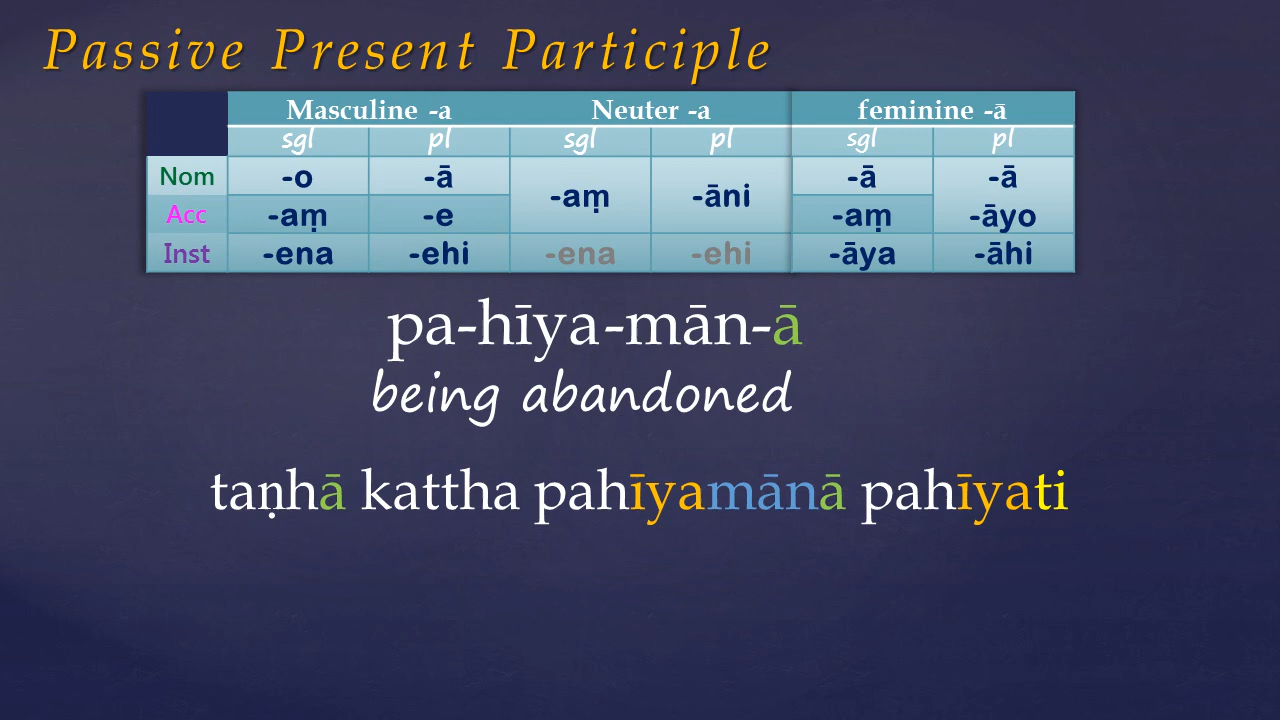 Passive Present Participle
Masculine -a Neuter -a feminine -ā
sgl pl sgl pl sgl pl
Nom -o -ā -aṃ -āni -ā -ā
Acc -aṃ -e -aṃ -āyo
Inst -ena -ehi -ena -ehi -āya -āhi
pa-hīya-mān-ā
being abandoned
taṇhā kattha pahīyamānā pahīyati